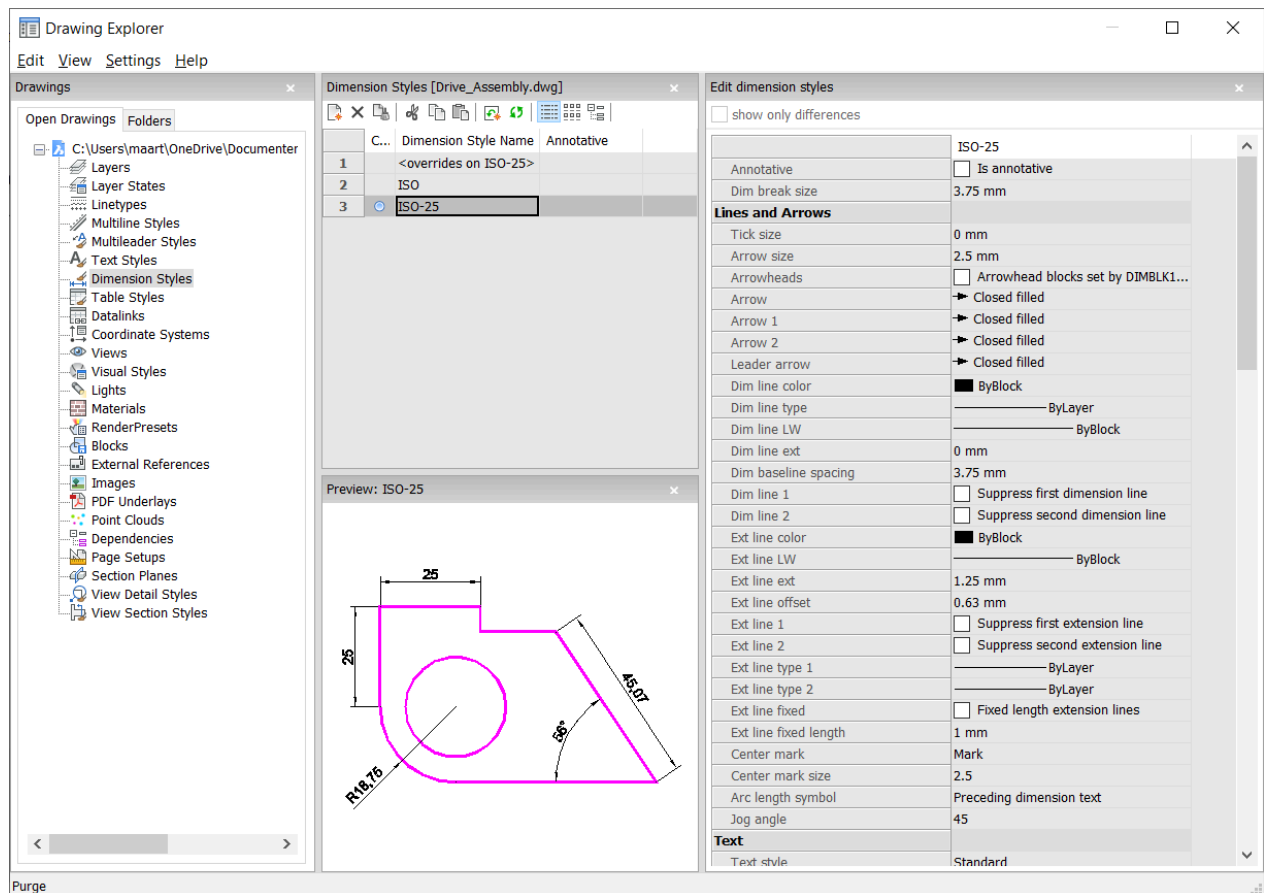 Drawing Explorer
Edit View Settings Help
Drawings
Open Drawings Folders
C:\Users\maart\OneDrive\Documenter
Layers
Layer States
Linetypes
Multiline Styles
Multileader Styles
Text Styles
Dimension Styles
Table Styles
Datalinks
Coordinate Systems
Views
Visual Styles
Lights
Materials
RenderPresets
Blocks
External References
Images
PDF Underlays
Point Clouds
Dependencies
Page Setups
Section Planes
View Detail Styles
View Section Styles
Dimension Styles [Drive_Assembly.dwg]
C... Dimension Style Name Annotative
1 <overrides on ISO-25>
2 ISO
3 ISO-25
Preview: ISO-25
25
25
45,07
56°
R18,75
Edit dimension styles
show only differences
ISO-25
Annotative Is annotative
Dim break size 3.75 mm
Lines and Arrows
Tick size 0 mm
Arrow size 2.5 mm
Arrowheads Arrowhead blocks set by DIMBLK1...
Arrow Closed filled
Arrow 1 Closed filled
Arrow 2 Closed filled
Leader arrow Closed filled
Dim line color ByBlock
Dim line type ByLayer
Dim line LW ByBlock
Dim line ext 0 mm
Dim baseline spacing 3.75 mm
Dim line 1 Suppress first dimension line
Dim line 2 Suppress second dimension line
Ext line color ByBlock
Ext line LW ByBlock
Ext line ext 1.25 mm
Ext line offset 0.63 mm
Ext line 1 Suppress first extension line
Ext line 2 Suppress second extension line
Ext line type 1 ByLayer
Ext line type 2 ByLayer
Ext line fixed Fixed length extension lines
Ext line fixed length 1 mm
Center mark Mark
Center mark size 2.5
Arc length symbol Preceding dimension text
Jog angle 45
Text
Text style Standard
Purge